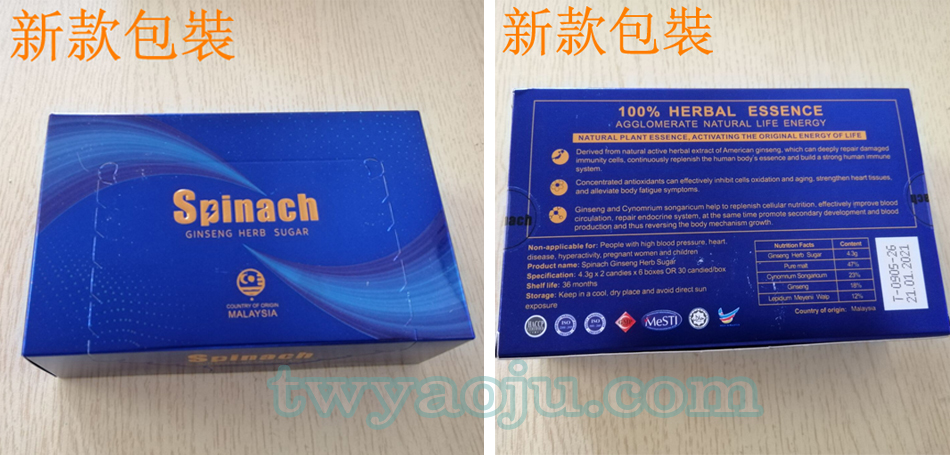 新款包裝
Spinach
GINSENG HERB SUGAR
COUNTRY OF ORIGIN
MALAYSIA
Spinach
新款包裝
100% HERBAL ESSENCE
AGGLOMERATE NATURAL LIFE ENERGY
NATURAL PLANT ESSENCE, ACTIVATING THE ORIGINAL ENERGY OF LIFE
Derived from natural active herbal extract of American ginseng, which can deeply repair damaged
immunity cells, continuously replenish the human body's essence and build a strong human immune
system.
Concentrated antioxidants can effectively inhibit cells oxidation and aging, strengthen heart tissues,
and alleviate body fatigue symptoms.
Ginseng and Cynomrium songaricum help to replenish cellular nutrition, effectively improve blood
circulation, repair endocrine system, at the same time promote secondary development and blood
production and thus reversing the body mechanism growth.
nach
Non-applicable for: People with high blood pressure, heart
disease, hyperactivity, pregnant women and children
Product name: Spinach Ginseng Herb Sugar
Specification: 4.3g x 2 candies x 6 boxes OR 30 candied/box
Shelf life: 36 months
Storage: Keep in a cool, dry place and avoid direct sun
exposure
Nutrition Facts Content
Ginseng Herb Sugar 4.3g
Pure malt 47%
Cynomrium Songaricum 23%
Ginseng 18%
Lepidium Meyenii Walp 12%
Country of origin: Malaysia
T-0905-26
21.01.2021
HACCP
ISO
ISO
GMP
MeSTI
twyaoju.com